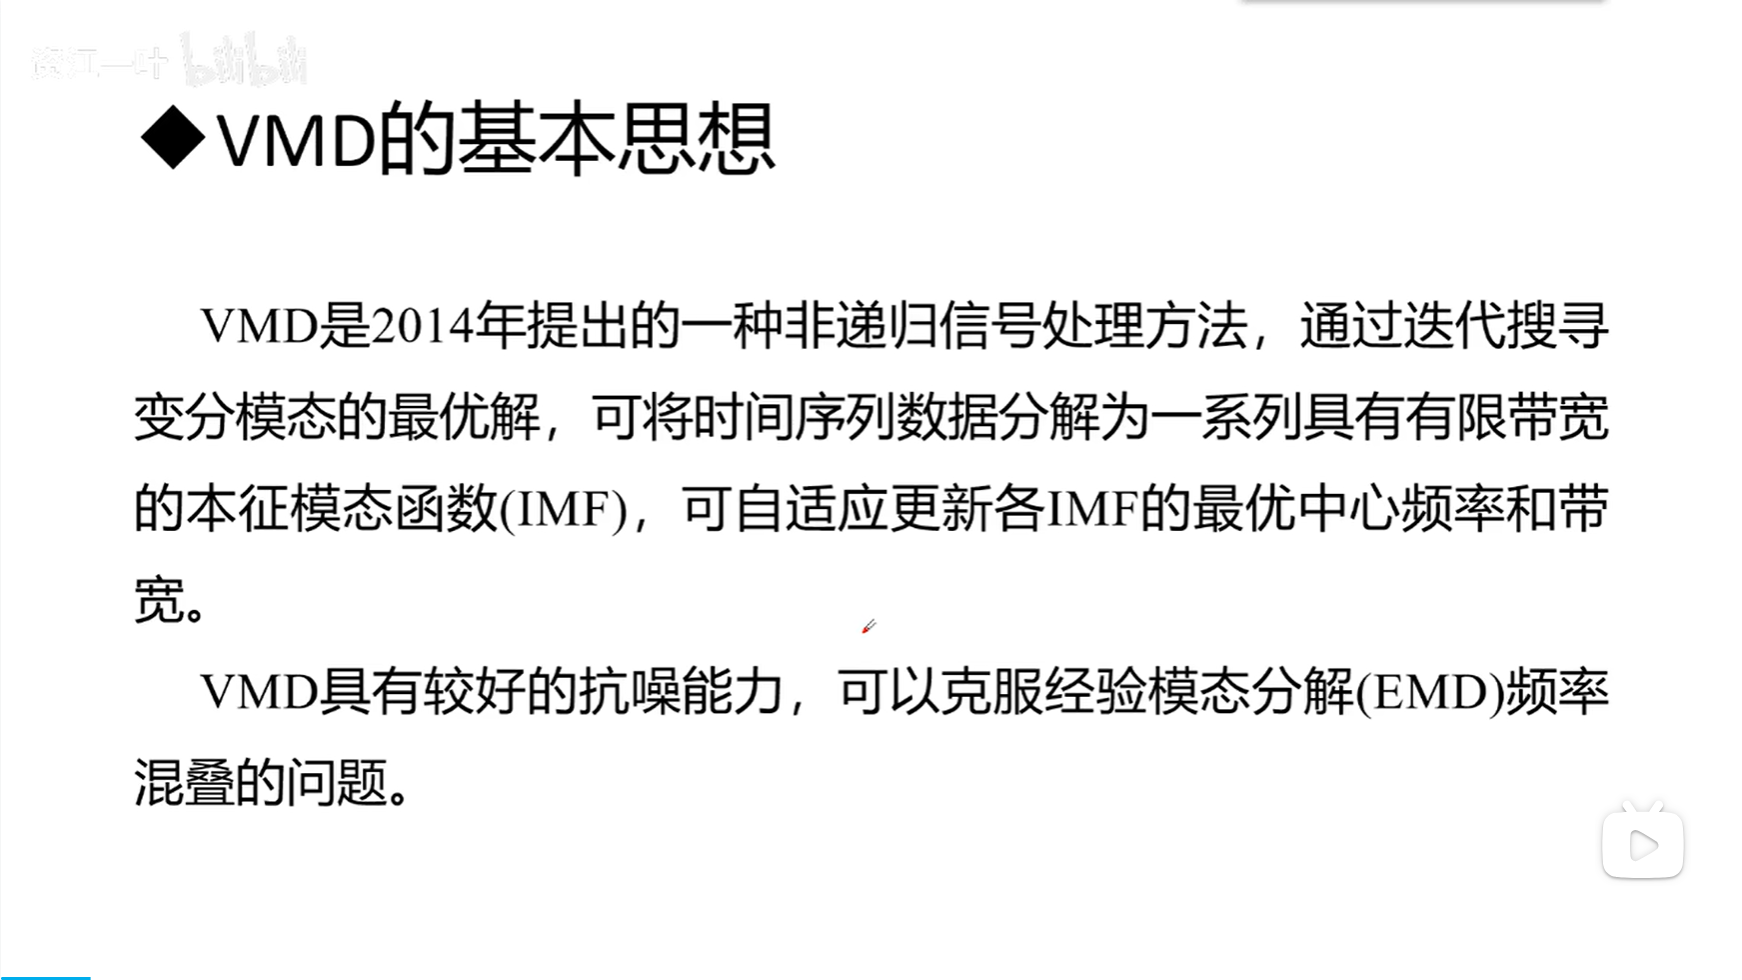 资江一叶 bilibili
◆VMD的基本思想
VMD是2014年提出的一种非递归信号处理方法，通过迭代搜寻
变分模态的最优解，可将时间序列数据分解为一系列具有有限带宽
的本征模态函数(IMF)，可自适应更新各IMF的最优中心频率和带
宽。
VMD具有较好的抗噪能力，可以克服经验模态分解(EMD)频率
混叠的问题。